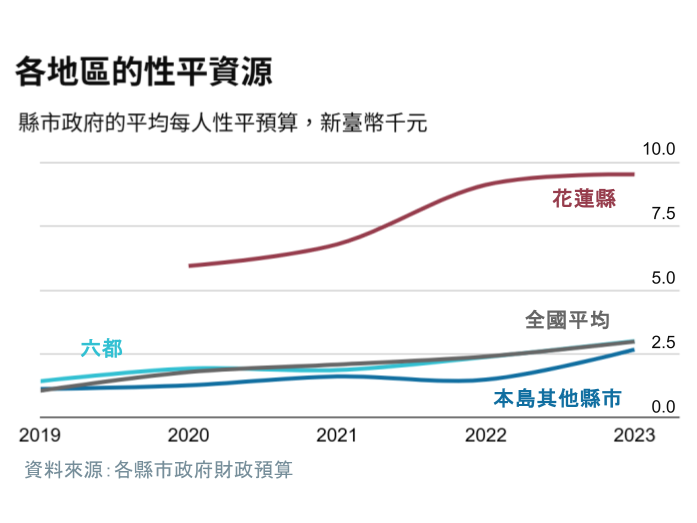 各地區的性平資源
縣市政府的平均每人性平預算，新臺幣千元
10.0
花蓮縣
7.5
5.0
全國平均
六都
2.5
本島其他縣市
0.0
2019 2020 2021 2022 2023
資料來源：各縣市政府財政預算